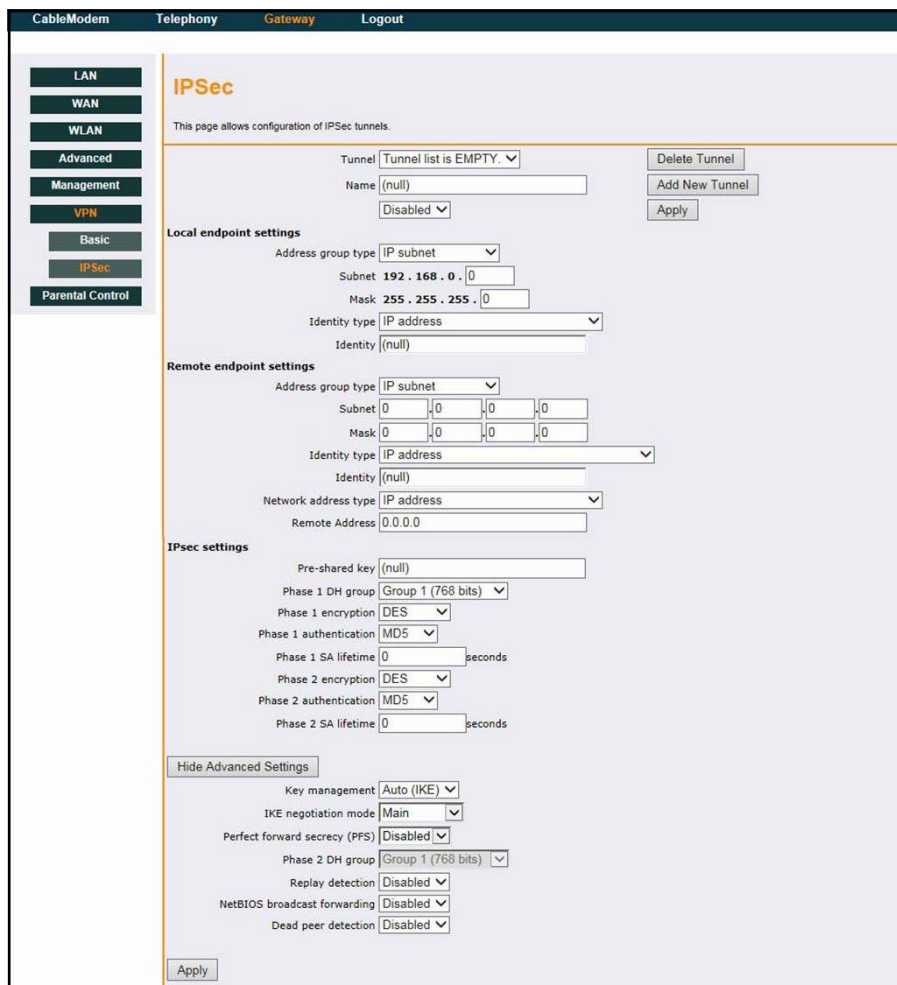 CableModem Telephony Gateway Logout
LAN
WAN
WLAN
Advanced
Management
VPN
Basic
IPSec
Parental Control
IPSec
This page allows configuration of IPSec tunnels.
Tunnel Tunnel list is EMPTY. Delete Tunnel
Name (null) Add New Tunnel
Disabled Apply
Local endpoint settings
Address group type IP subnet
Subnet 192 . 168 . 0 . 0
Mask 255 . 255 . 255 . 0
Identity type IP address
Identity (null)
Remote endpoint settings
Address group type IP subnet
Subnet 0 . 0 . 0 . 0
Mask 0 . 0 . 0 . 0
Identity type IP address
Identity (null)
Network address type IP address
Remote Address 0.0.0.0
IPsec settings
Pre-shared key (null)
Phase 1 DH group Group 1 (768 bits)
Phase 1 encryption DES
Phase 1 authentication MD5
Phase 1 SA lifetime 0 seconds
Phase 2 encryption DES
Phase 2 authentication MD5
Phase 2 SA lifetime 0 seconds
Hide Advanced Settings
Key management Auto (IKE)
IKE negotiation mode Main
Perfect forward secrecy (PFS) Disabled
Phase 2 DH group Group 1 (768 bits)
Replay detection Disabled
NetBIOS broadcast forwarding Disabled
Dead peer detection Disabled
Apply